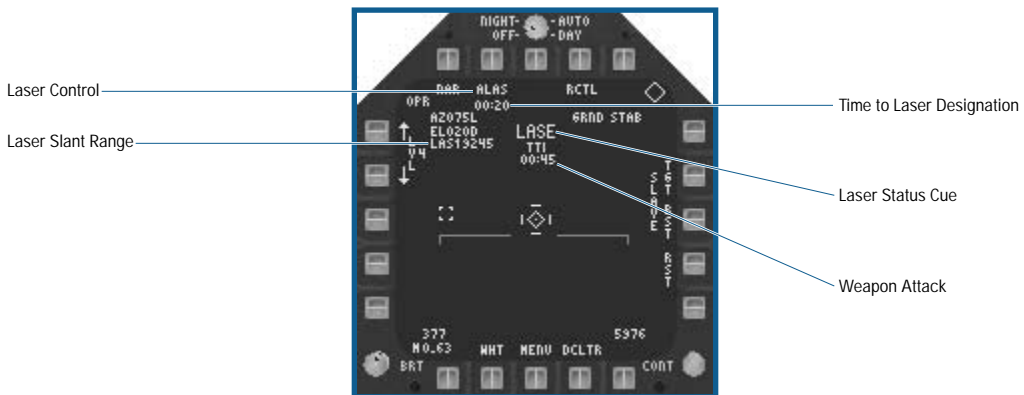 NIGHT- -AUTO
OFF- -DAY
Laser Control
NAR ALAS RCTL
OPR 00:20
Time to Laser Designation
AZ075L GRND STAB
EL020D LASE
Laser Slant Range
LAS19245 TTI
LV4L
00:45
SLAVE
TGT RST
Laser Status Cue
RST
Weapon Attack
377 5976
M0.63 WHT MENU DCLTR
BRT CONT